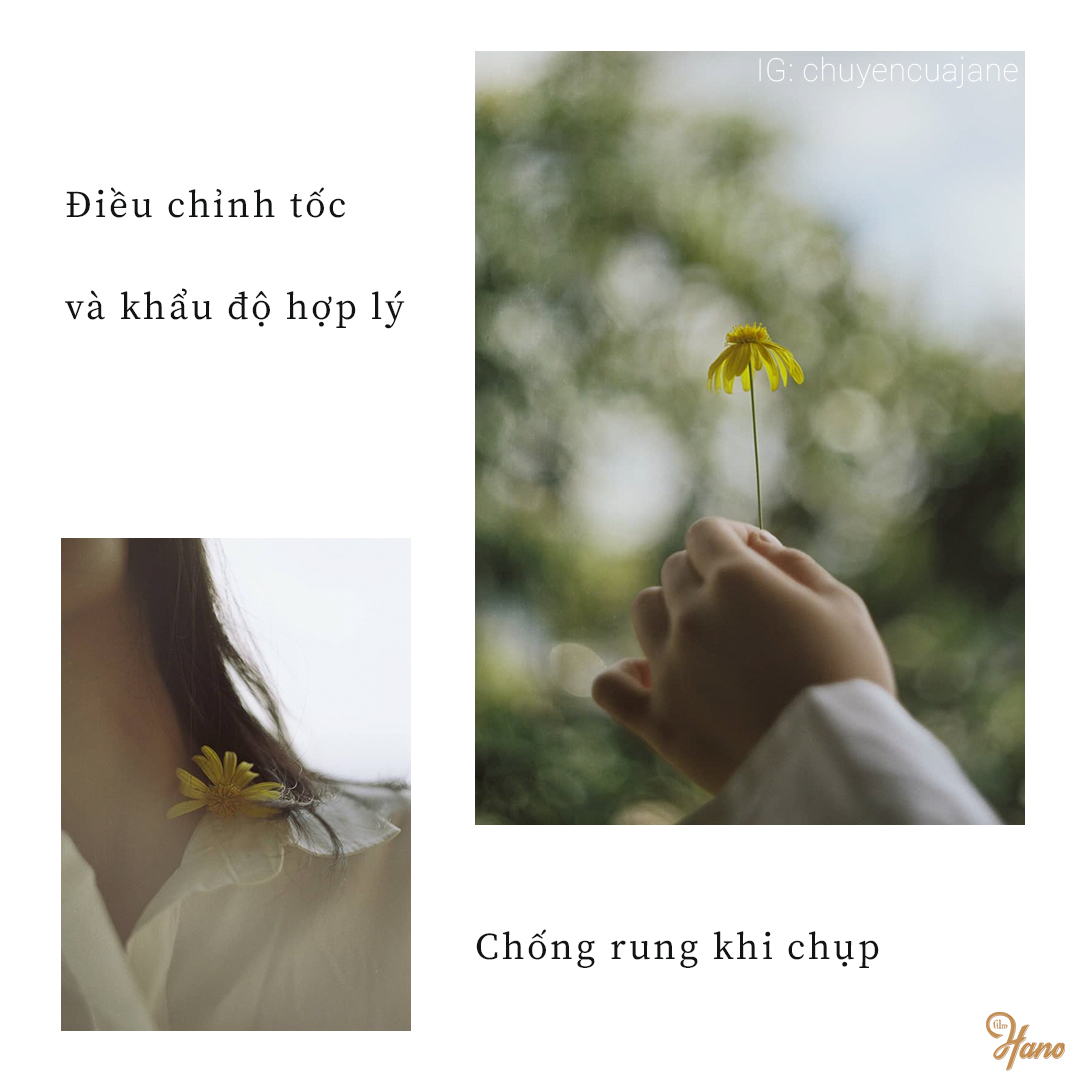 IG: chuyencuajane
Điều chỉnh tốc
và khẩu độ hợp lý
Chống rung khi chụp
film
Hano